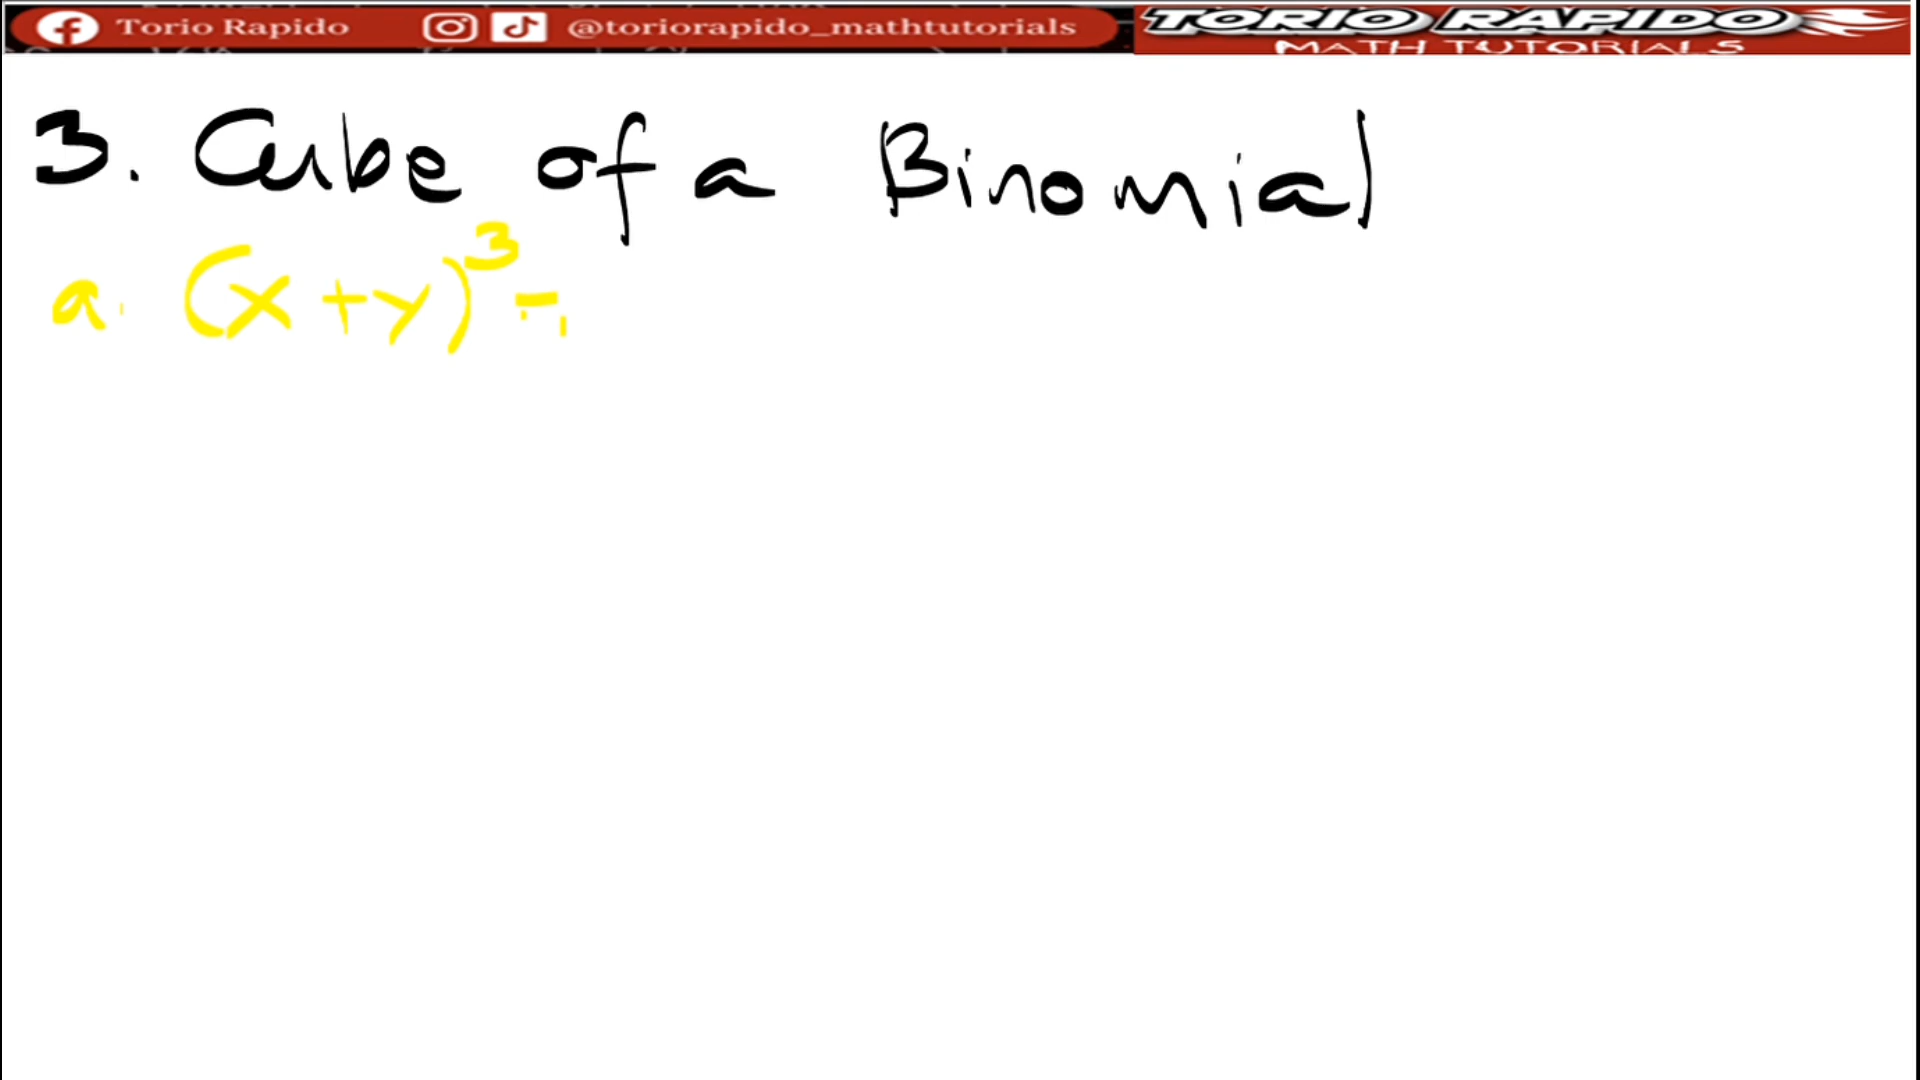 Torio Rapido @toriorapido_mathtutorials TORIO RAPIDO
MATH TUTORIALS
3. Cube of a Binomial
a. (x+y)³ =